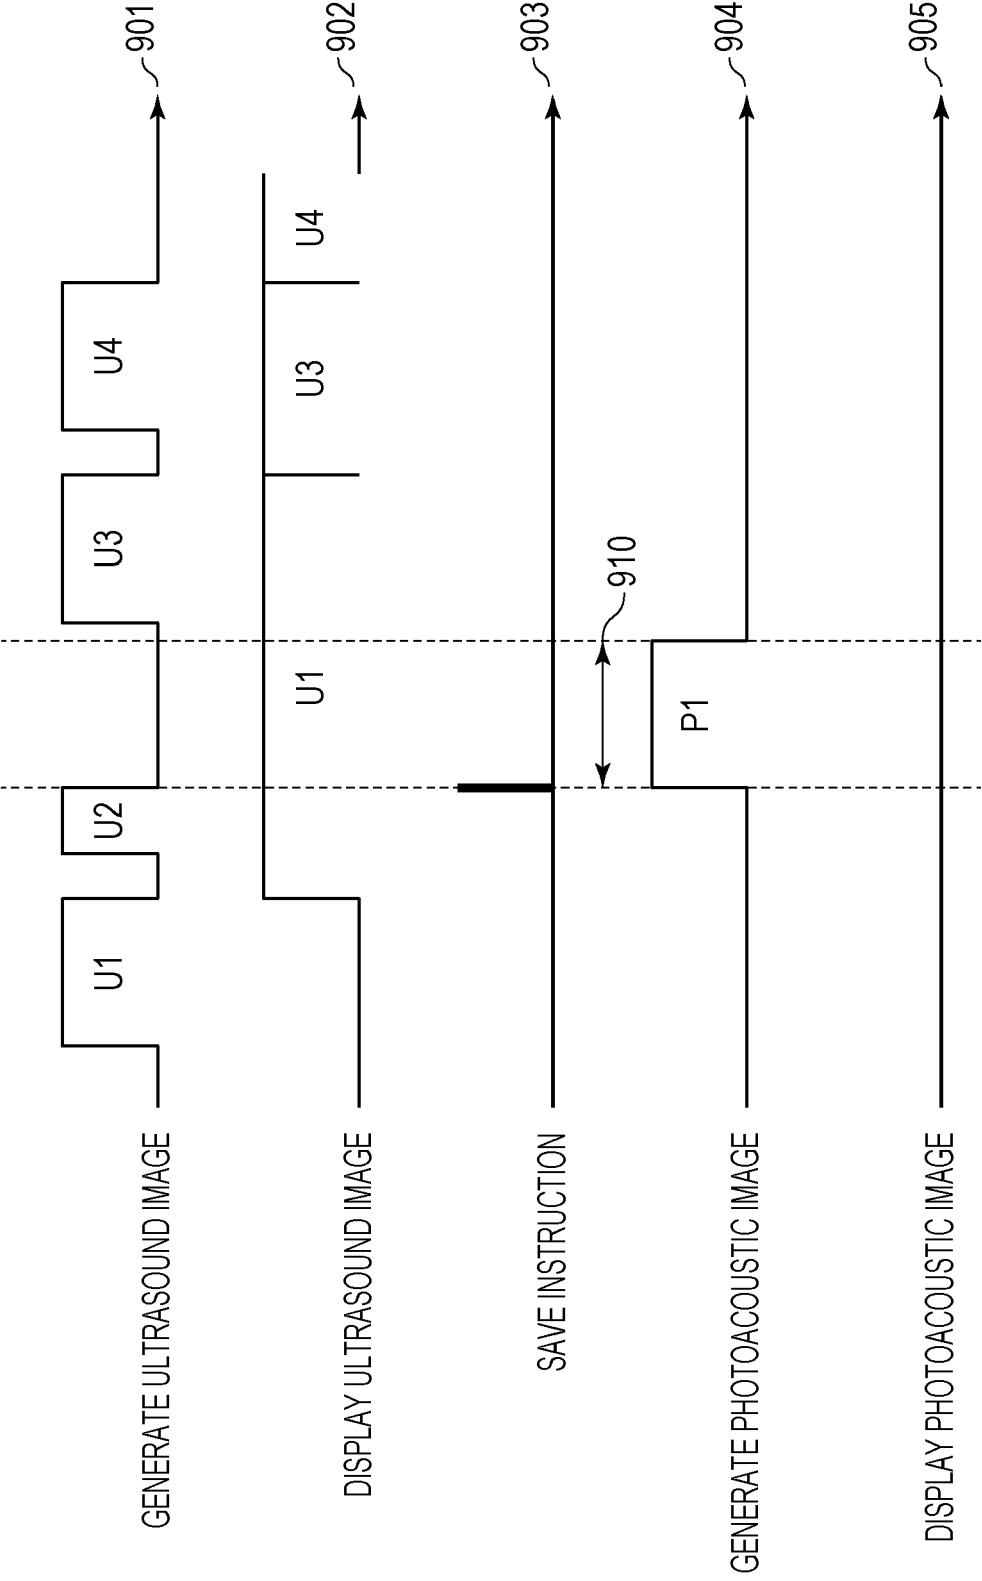 GENERATE ULTRASOUND IMAGE
U1
U2
U3
U4
901
DISPLAY ULTRASOUND IMAGE
U1
U3
U4
902
SAVE INSTRUCTION
903
910
GENERATE PHOTOACOUSTIC IMAGE
P1
904
DISPLAY PHOTOACOUSTIC IMAGE
905